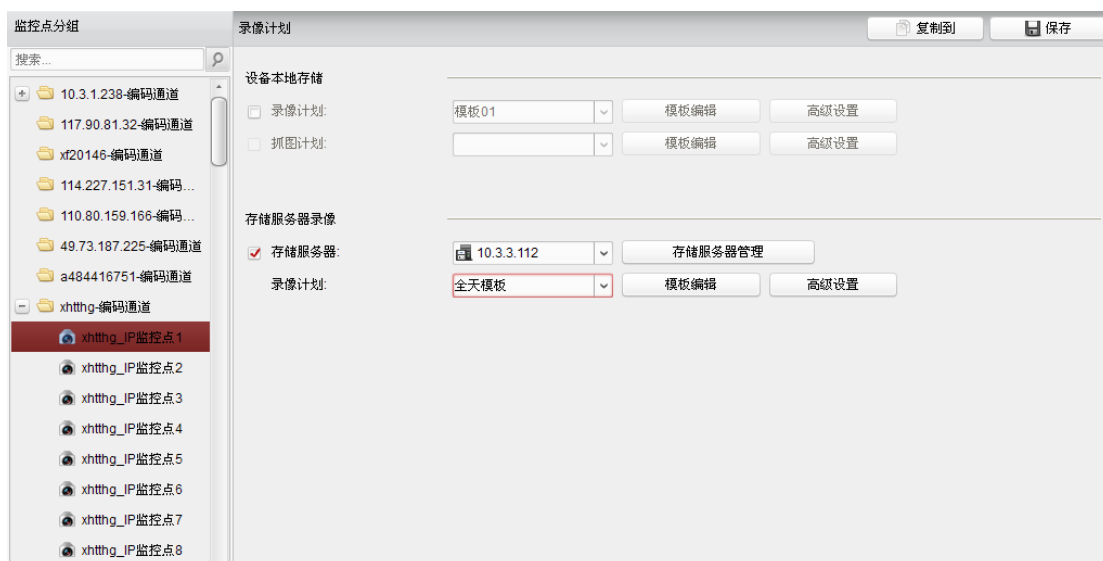 监控点分组
搜索...
10.3.1.238-编码通道
117.90.81.32-编码通道
xf20146-编码通道
114.227.151.31-编码...
110.80.159.166-编码...
49.73.187.225-编码通道
a484416751-编码通道
xhtthg-编码通道
xhtthg_IP监控点1
xhtthg_IP监控点2
xhtthg_IP监控点3
xhtthg_IP监控点4
xhtthg_IP监控点5
xhtthg_IP监控点6
xhtthg_IP监控点7
xhtthg_IP监控点8
录像计划 复制到 保存
设备本地存储
录像计划: 模板01 模板编辑 高级设置
抓图计划: 模板编辑 高级设置
存储服务器录像
存储服务器: 10.3.3.112 存储服务器管理
录像计划: 全天模板 模板编辑 高级设置